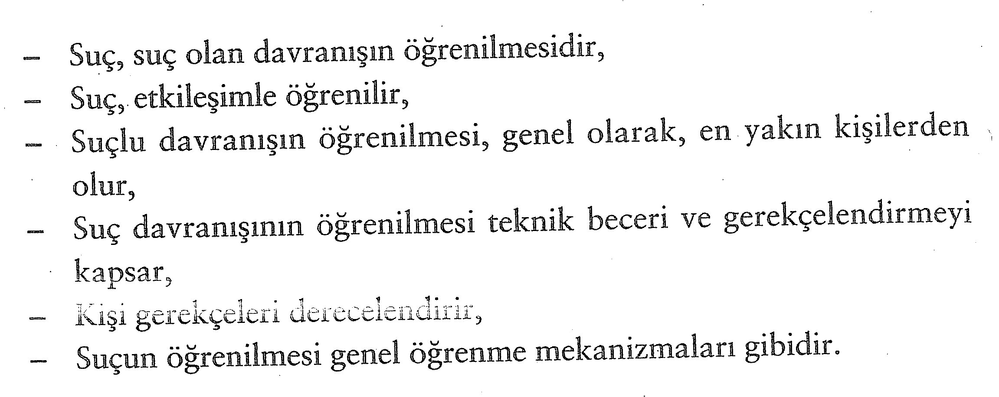 – Suç, suç olan davranışın öğrenilmesidir,
– Suç, etkileşimle öğrenilir,
– Suçlu davranışın öğrenilmesi, genel olarak, en yakın kişilerden
olur,
– Suç davranışının öğrenilmesi teknik beceri ve gerekçelendirmeyi
kapsar,
– Kişi gerekçeleri derecelendirir,
– Suçun öğrenilmesi genel öğrenme mekanizmaları gibidir.